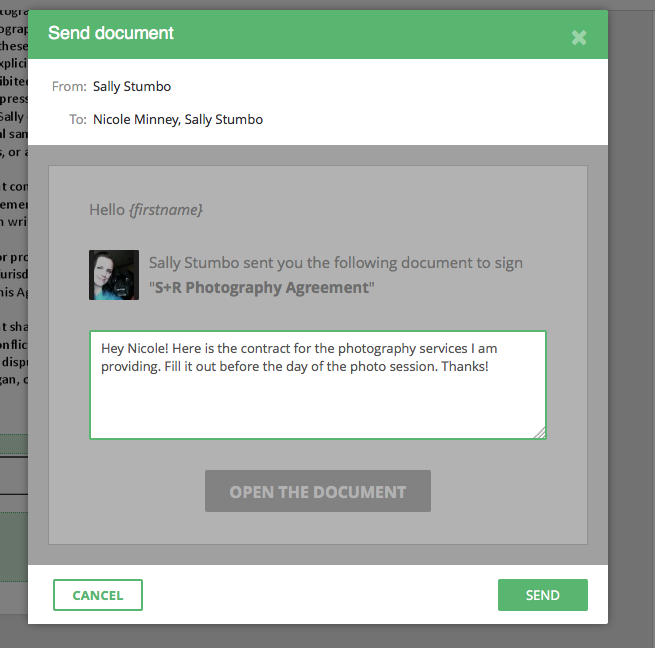 Send document
From: Sally Stumbo
To: Nicole Minney, Sally Stumbo
Hello {firstname}
Sally Stumbo sent you the following document to sign
"S+R Photography Agreement"
Hey Nicole! Here is the contract for the photography services I am
providing. Fill it out before the day of the photo session. Thanks!
OPEN THE DOCUMENT
CANCEL
SEND